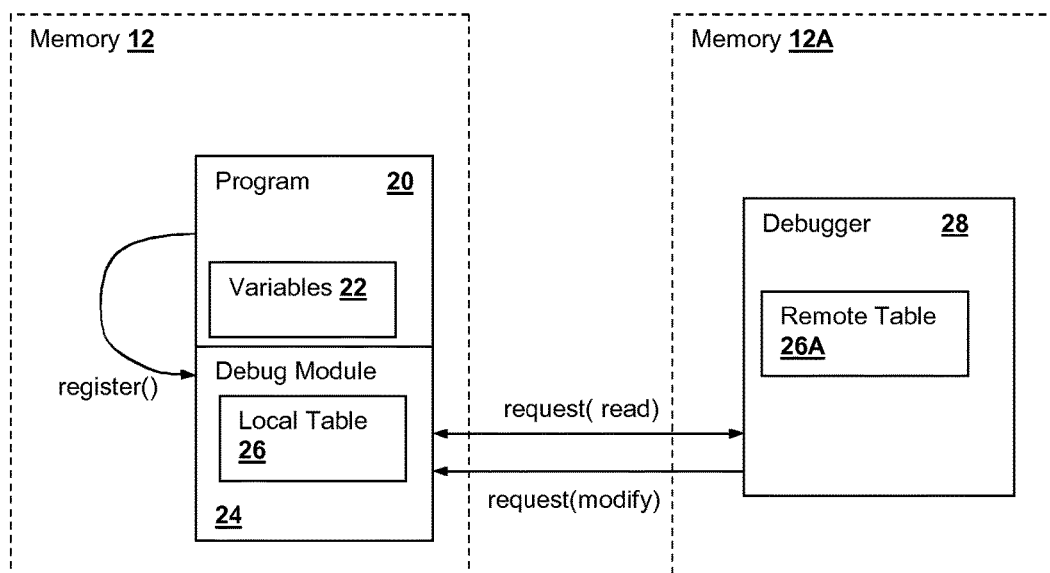 Memory 12
Memory 12A
Program 20
Variables 22
register()
Debug Module
Local Table
26
24
request( read)
request(modify)
Debugger 28
Remote Table
26A